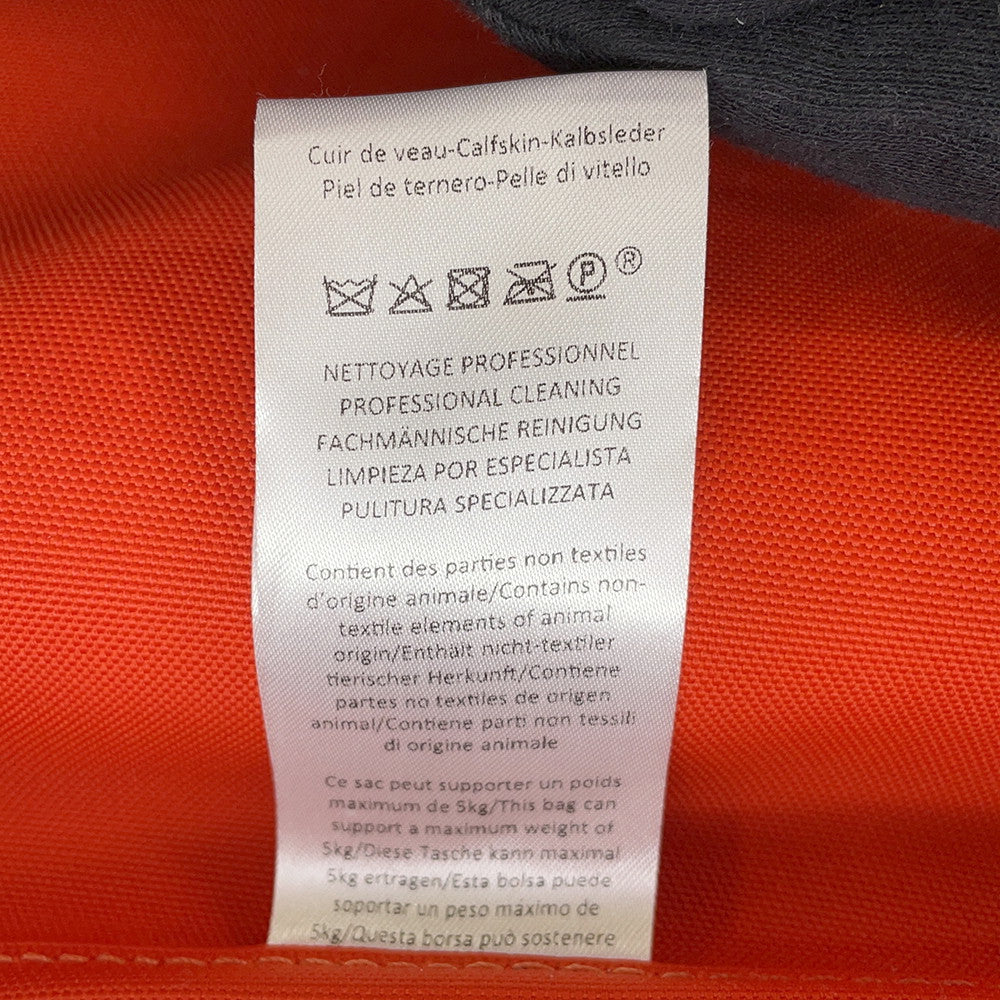 Cuir de veau-Calfskin-Kalbsleder
Piel de ternero-Pelle di vitello
P ®
NETTOYAGE PROFESSIONNEL
PROFESSIONAL CLEANING
FACHMÄNNISCHE REINIGUNG
LIMPIEZA POR ESPECIALISTA
PULITURA SPECIALIZZATA
Contient des parties non textiles
d'origine animale/Contains non-
textile elements of animal
origin/Enthält nicht-textiler
tierischer Herkunft/Contiene
partes no textiles de origen
animal/Contiene parti non tessili
di origine animale
Ce sac peut supporter un poids
maximum de 5kg/This bag can
support a maximum weight of
5kg/Diese Tasche kann maximal
5kg ertragen/Esta bolsa puede
soportar un peso máximo de
5kg/Questa borsa può sostenere